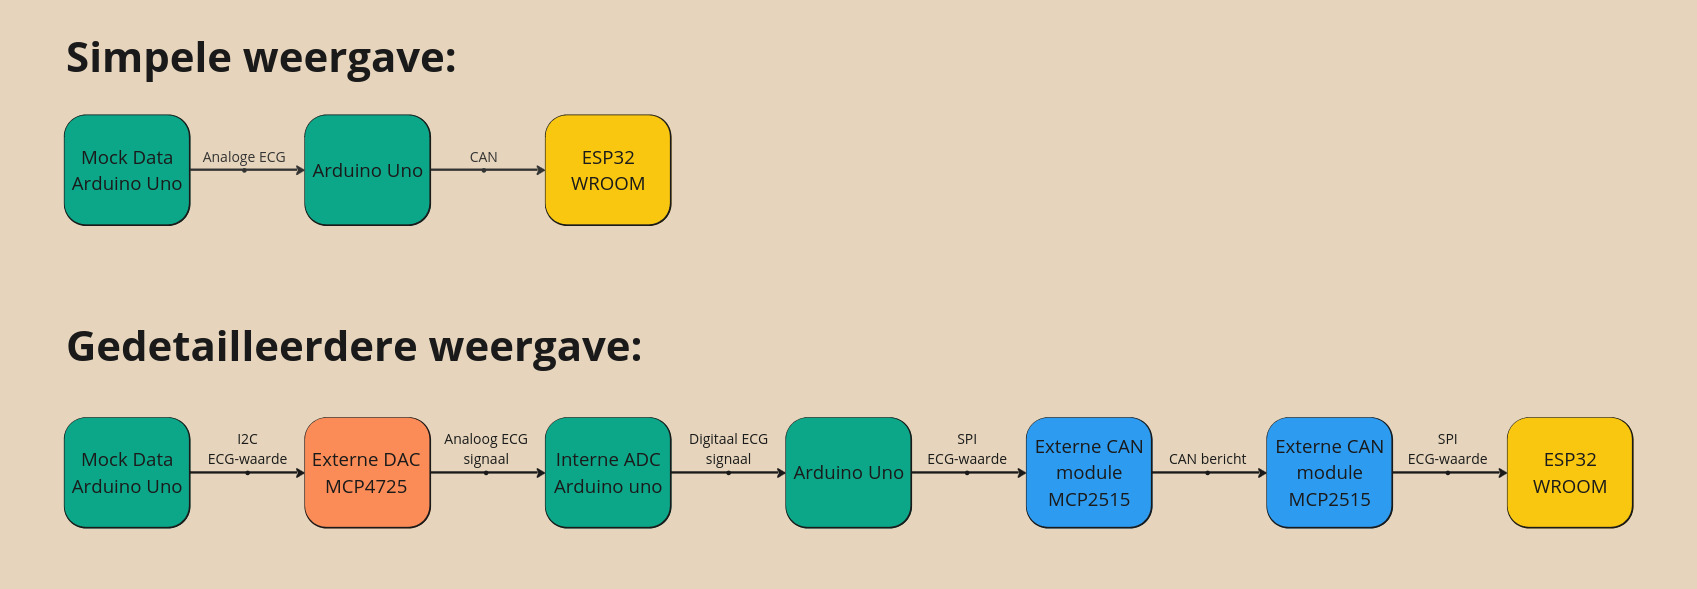 Simpele weergave:
Mock Data
Arduino Uno
Analoge ECG
Arduino Uno
CAN
ESP32
WROOM
Gedetailleerdere weergave:
Mock Data
Arduino Uno
I2C
ECG-waarde
Externe DAC
MCP4725
Analoog ECG
signaal
Interne ADC
Arduino uno
Digitaal ECG
signaal
Arduino Uno
SPI
ECG-waarde
Externe CAN
module
MCP2515
CAN bericht
Externe CAN
module
MCP2515
SPI
ECG-waarde
ESP32
WROOM